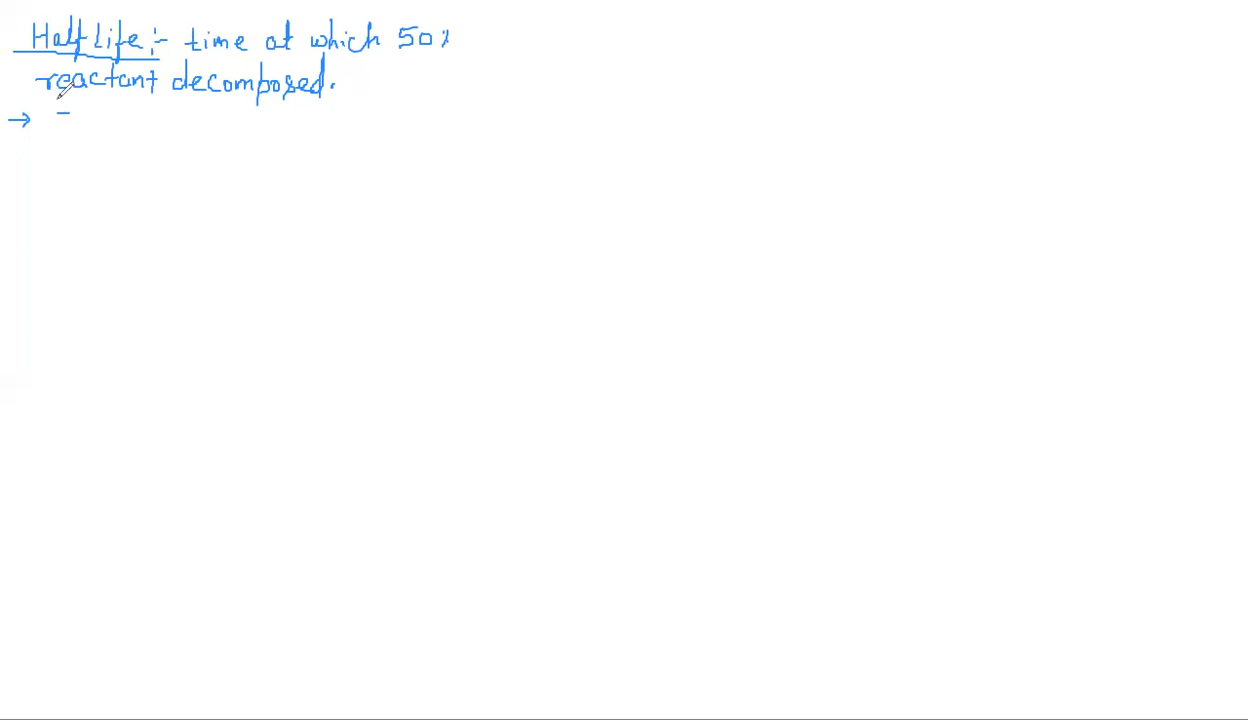 Half Life :- time at which 50%
reactant decomposed.
→ -